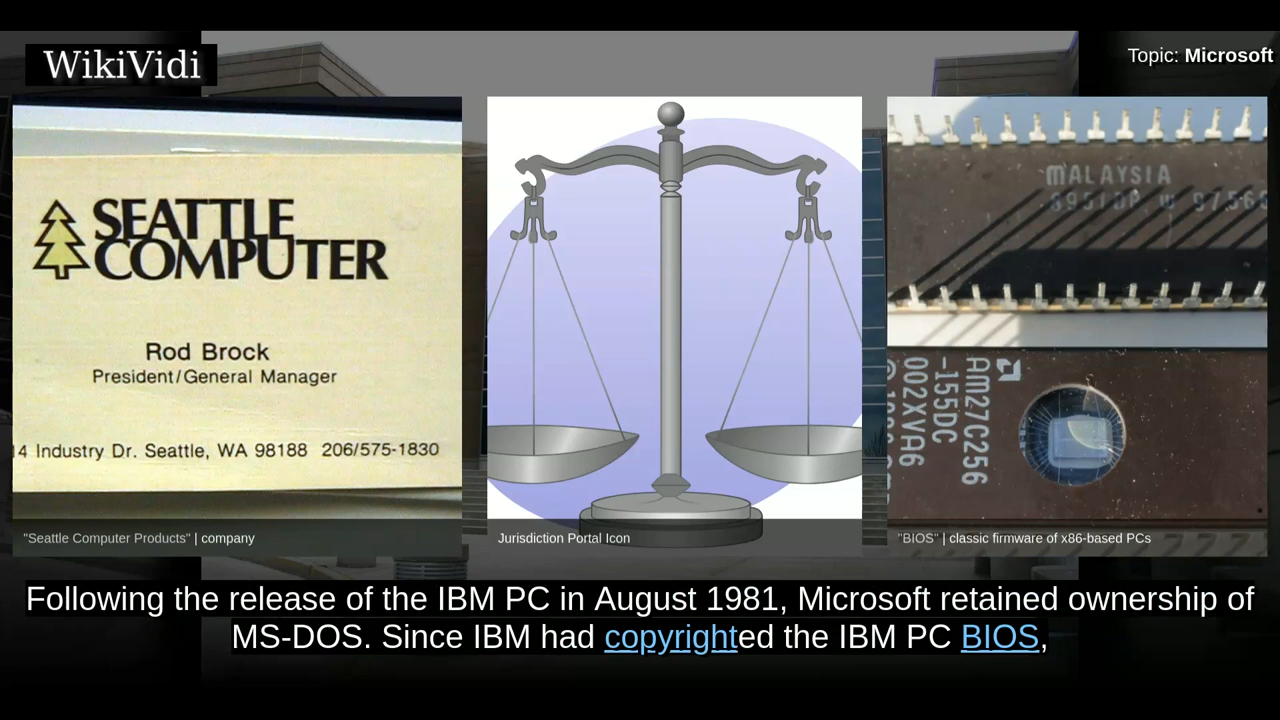 WikiVidi
Topic: Microsoft
SEATTLE
COMPUTER
Rod Brock
President/General Manager
14 Industry Dr. Seattle, WA 98188 206/575-1830
"Seattle Computer Products" | company
Jurisdiction Portal Icon
MALAYSIA
AM27C256
-155DC
002XVA6
"BIOS" | classic firmware of x86-based PCs
Following the release of the IBM PC in August 1981, Microsoft retained ownership of
MS-DOS. Since IBM had copyrighted the IBM PC BIOS,